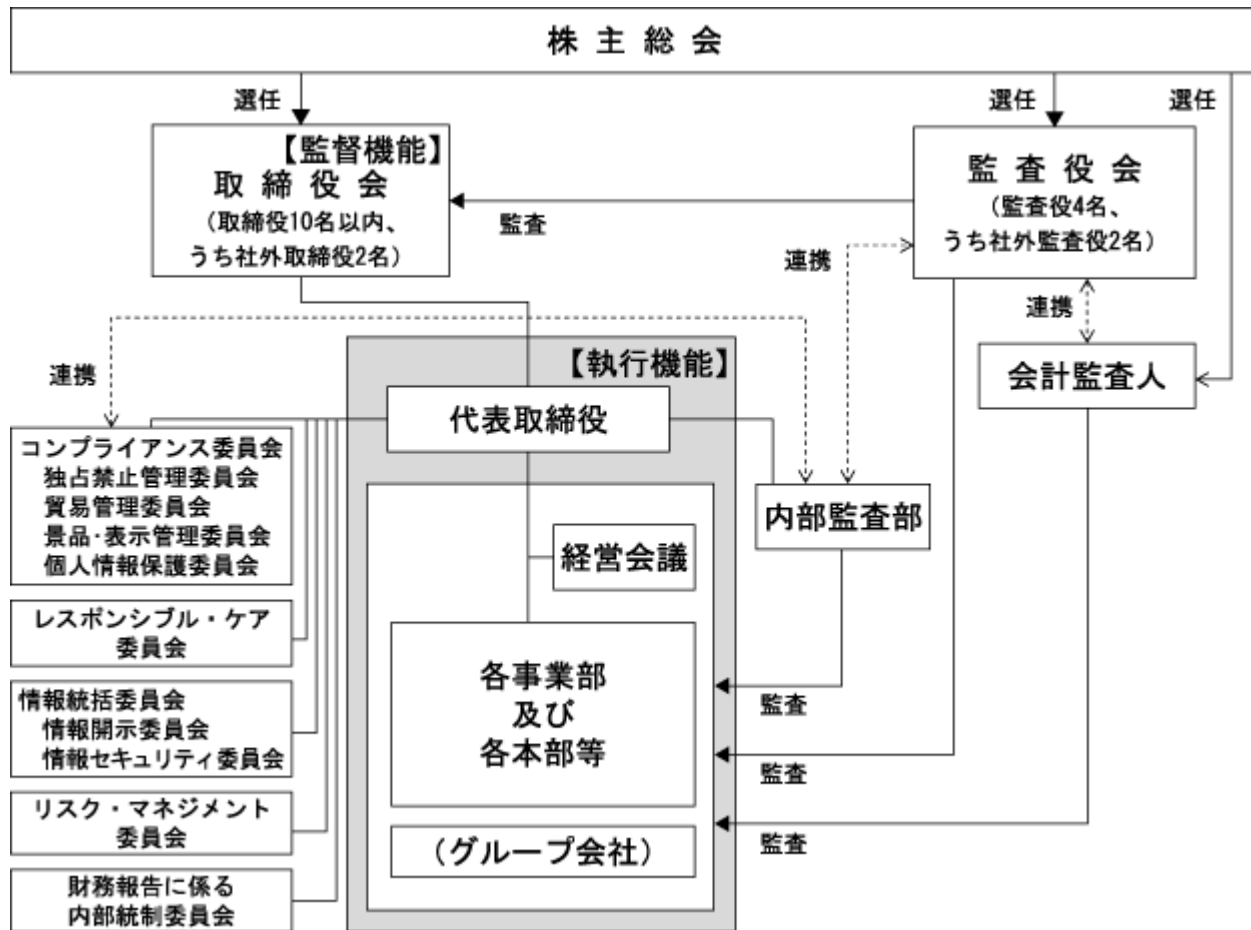 株主総会
選任
選任
選任
【監督機能】
取締役会
（取締役10名以内、
うち社外取締役2名）
監査役会
（監査役4名、
うち社外監査役2名）
監査
連携
連携
連携
【執行機能】
会計監査人
代表取締役
コンプライアンス委員会
独占禁止管理委員会
貿易管理委員会
景品・表示管理委員会
個人情報保護委員会
内部監査部
経営会議
レスポンシブル・ケア
委員会
各事業部
及び
各本部等
監査
情報統括委員会
情報開示委員会
情報セキュリティ委員会
監査
リスク・マネジメント
委員会
監査
（グループ会社）
財務報告に係る
内部統制委員会